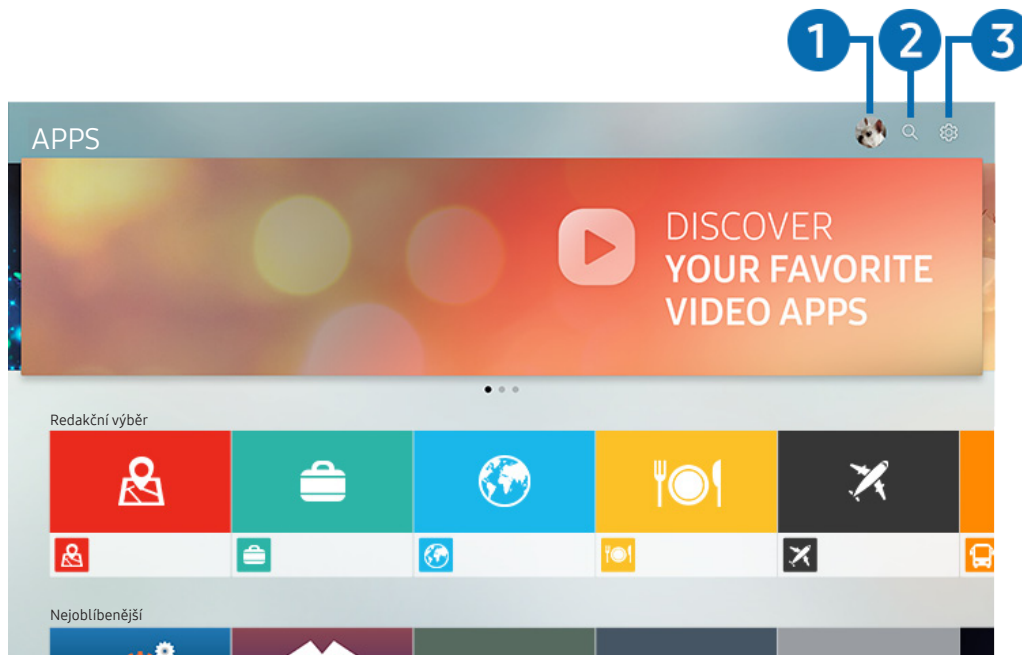 1 2 3
APPS
DISCOVER
YOUR FAVORITE
VIDEO APPS
Redakční výběr
Nejoblíbenější